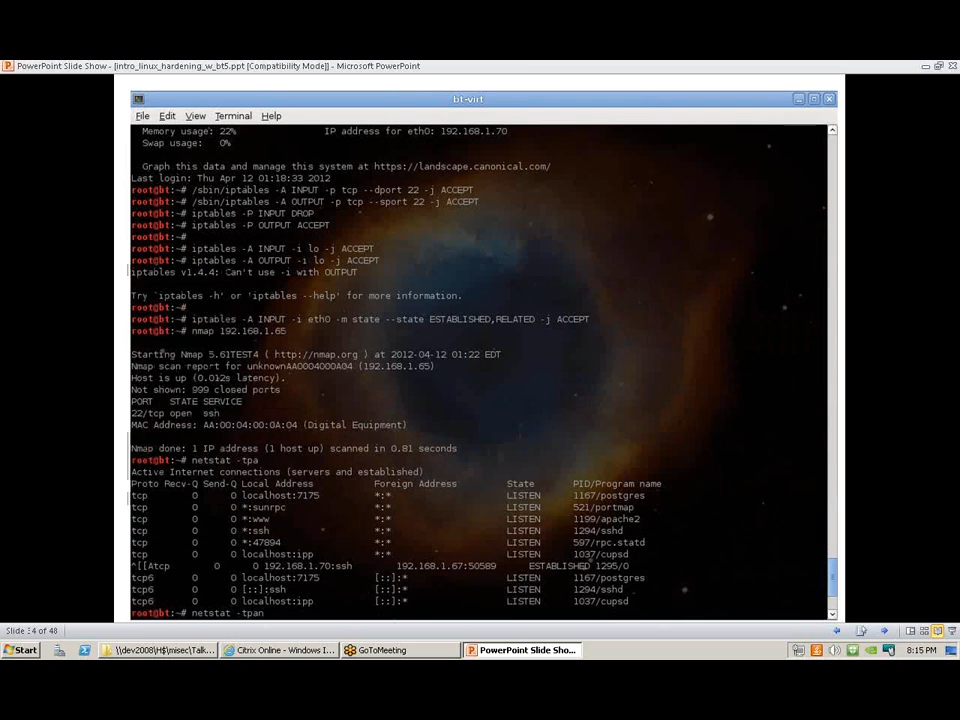 PowerPoint Slide Show - [intro_linux_hardening_w_bt5.ppt [Compatibility Mode]] - Microsoft PowerPoint
bt-virt
File Edit View Terminal Help
Memory usage: 22% IP address for eth0: 192.168.1.70
Swap usage: 0%
Graph this data and manage this system at https://landscape.canonical.com/
Last login: Thu Apr 12 01:18:33 2012
root@bt:~# /sbin/iptables -A INPUT -p tcp --dport 22 -j ACCEPT
root@bt:~# /sbin/iptables -A OUTPUT -p tcp --sport 22 -j ACCEPT
root@bt:~# iptables -P INPUT DROP
root@bt:~# iptables -P OUTPUT ACCEPT
root@bt:~#
root@bt:~# iptables -A INPUT -i lo -j ACCEPT
root@bt:~# iptables -A OUTPUT -i lo -j ACCEPT
iptables v1.4.4: Can't use -i with OUTPUT
Try `iptables -h' or 'iptables --help' for more information.
root@bt:~#
root@bt:~# iptables -A INPUT -i eth0 -m state --state ESTABLISHED,RELATED -j ACCEPT
root@bt:~# nmap 192.168.1.65
Starting Nmap 5.61TEST4 ( http://nmap.org ) at 2012-04-12 01:22 EDT
Nmap scan report for unknownAA0004000A04 (192.168.1.65)
Host is up (0.012s latency).
Not shown: 999 closed ports
PORT STATE SERVICE
22/tcp open ssh
MAC Address: AA:00:04:00:0A:04 (Digital Equipment)
Nmap done: 1 IP address (1 host up) scanned in 0.81 seconds
root@bt:~# netstat -tpa
Active Internet connections (servers and established)
Proto Recv-Q Send-Q Local Address Foreign Address State PID/Program name
tcp 0 0 localhost:7175 *:* LISTEN 1167/postgres
tcp 0 0 *:sunrpc *:* LISTEN 521/portmap
tcp 0 0 *:www *:* LISTEN 1199/apache2
tcp 0 0 *:ssh *:* LISTEN 1294/sshd
tcp 0 0 *:47894 *:* LISTEN 597/rpc.statd
tcp 0 0 localhost:ipp *:* LISTEN 1037/cupsd
^[[Atcp 0 0 192.168.1.70:ssh 192.168.1.67:50589 ESTABLISHED 1295/0
tcp6 0 0 localhost:7175 [::]:* LISTEN 1167/postgres
tcp6 0 0 [::]:ssh [::]:* LISTEN 1294/sshd
tcp6 0 0 localhost:ipp [::]:* LISTEN 1037/cupsd
root@bt:~# netstat -tpan
Slide 34 of 48
Start \\dev2008\H$\misec\Talk... Citrix Online - Windows I... GoToMeeting PowerPoint Slide Sho... 8:15 PM